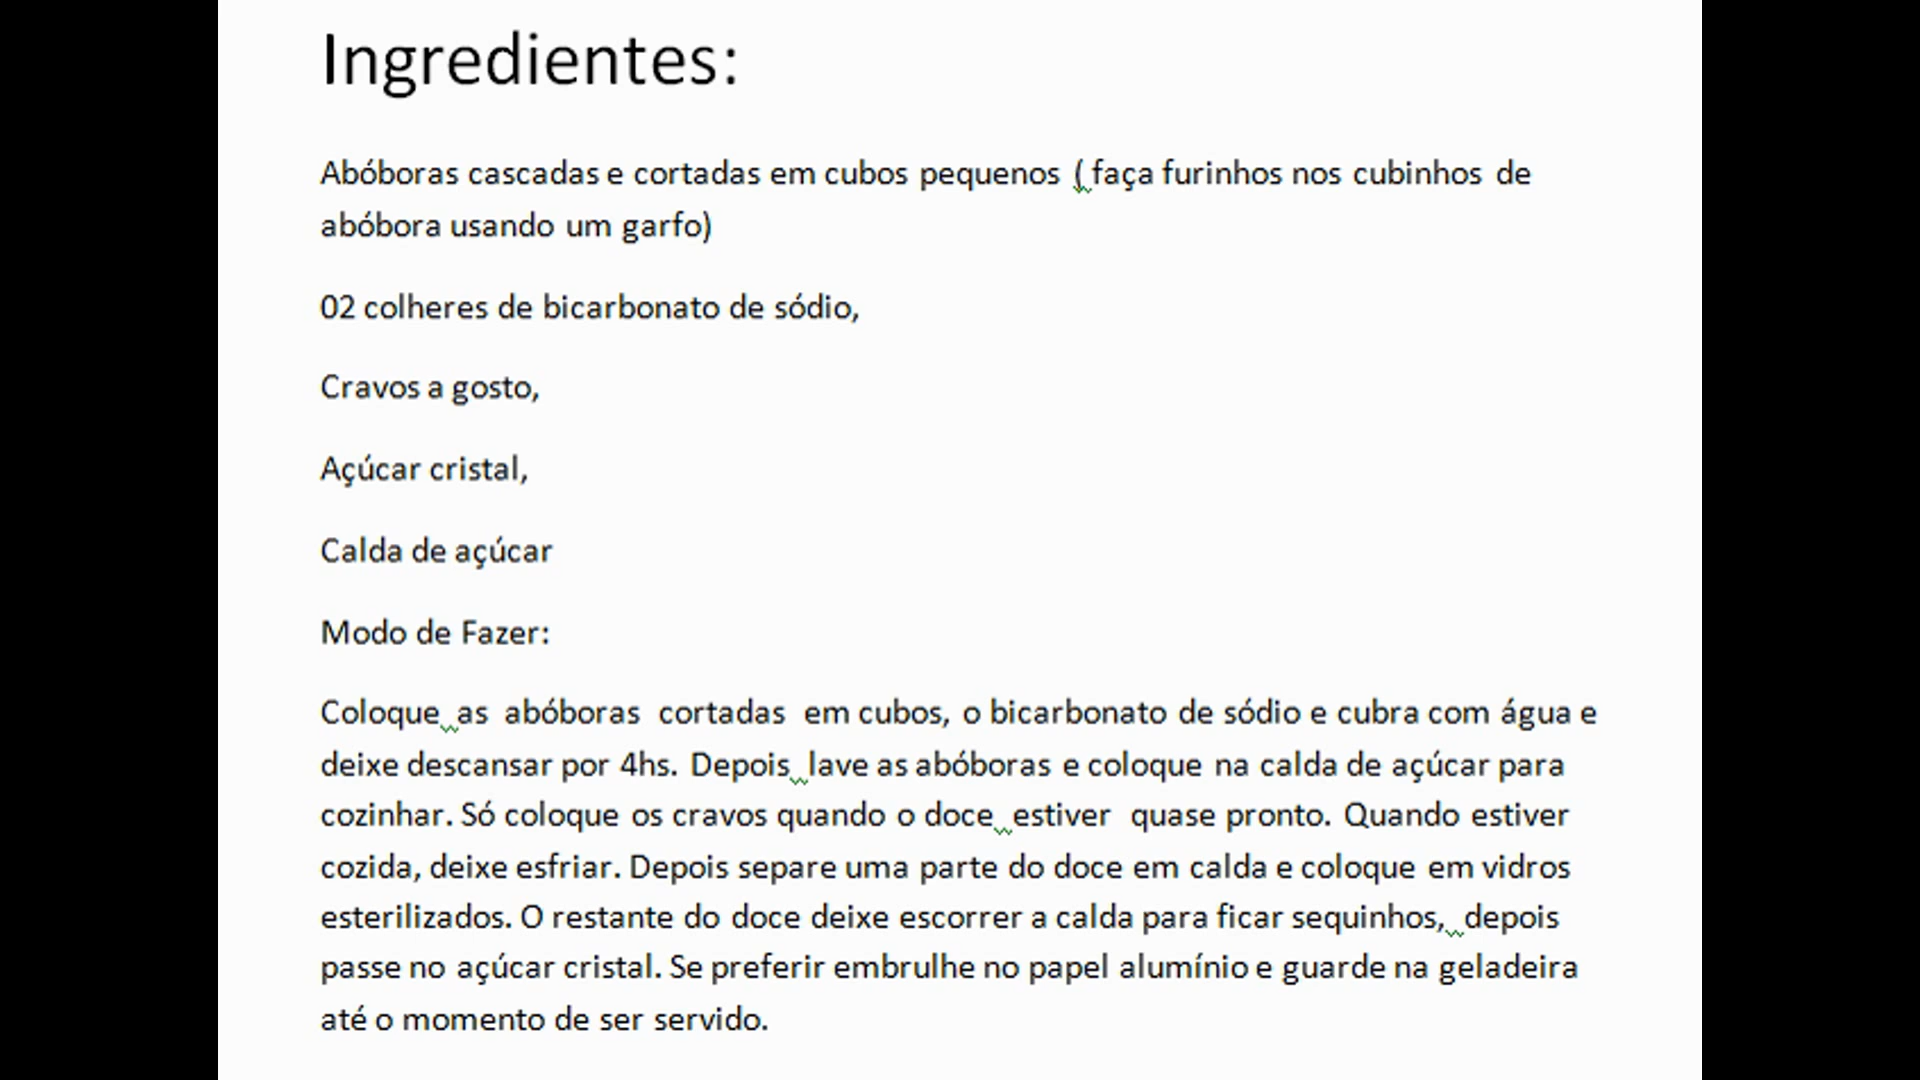 Ingredientes:
Abóboras cascadas e cortadas em cubos pequenos ( faça furinhos nos cubinhos de
abóbora usando um garfo)
02 colheres de bicarbonato de sódio,
Cravos a gosto,
Açúcar cristal,
Calda de açúcar
Modo de Fazer:
Coloque as abóboras cortadas em cubos, o bicarbonato de sódio e cubra com água e
deixe descansar por 4hs. Depois lave as abóboras e coloque na calda de açúcar para
cozinhar. Só coloque os cravos quando o doce estiver quase pronto. Quando estiver
cozida, deixe esfriar. Depois separe uma parte do doce em calda e coloque em vidros
esterilizados. O restante do doce deixe escorrer a calda para ficar sequinhos, depois
passe no açúcar cristal. Se preferir embrulhe no papel alumínio e guarde na geladeira
até o momento de ser servido.